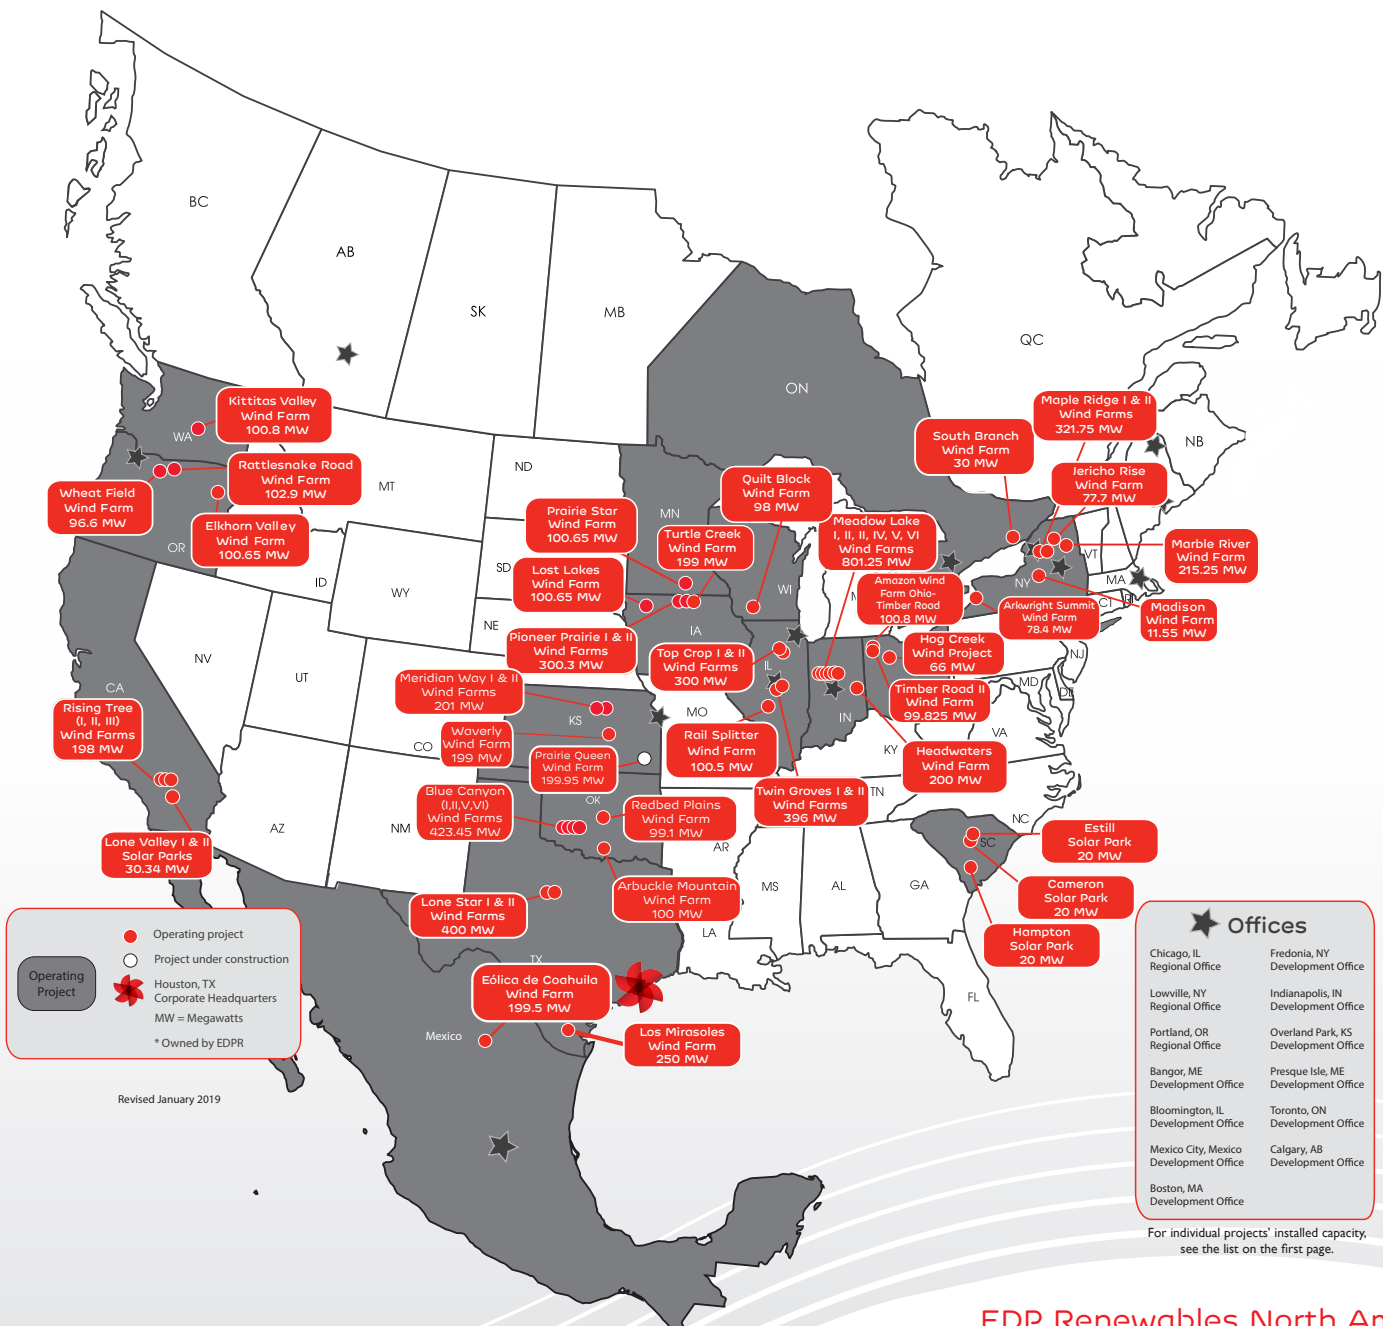 BC
AB
SK
MB
ON
QC
NB
Kittitas Valley
Wind Farm
100.8 MW
WA
Rattlesnake Road
Wind Farm
102.9 MW
Wheat Field
Wind Farm
96.6 MW
Elkhorn Valley
Wind Farm
100.65 MW
OR
MT
ND
ID
WY
SD
NE
MN
WI
IA
NV
UT
CA
CO
AZ
NM
KS
MO
OK
AR
TX
LA
MS
AL
GA
FL
SC
NC
TN
KY
VA
IL
IN
MD
DE
NJ
NY
VT
MA
CT
RI
M
Prairie Star
Wind Farm
100.65 MW
Turtle Creek
Wind Farm
199 MW
Lost Lakes
Wind Farm
100.65 MW
Pioneer Prairie I & II
Wind Farms
300.3 MW
Quilt Block
Wind Farm
98 MW
Meadow Lake
I, II, II, IV, V, VI
Wind Farms
801.25 MW
South Branch
Wind Farm
30 MW
Maple Ridge I & II
Wind Farms
321.75 MW
Jericho Rise
Wind Farm
77.7 MW
Marble River
Wind Farm
215.25 MW
Madison
Wind Farm
11.55 MW
Arkwright Summit
Wind Farm
78.4 MW
Amazon Wind
Farm Ohio-
Timber Road
100.8 MW
Hog Creek
Wind Project
66 MW
Timber Road II
Wind Farm
99.825 MW
Headwaters
Wind Farm
200 MW
Top Crop I & II
Wind Farms
300 MW
Rail Splitter
Wind Farm
100.5 MW
Twin Groves I & II
Wind Farms
396 MW
Meridian Way I & II
Wind Farms
201 MW
Waverly
Wind Farm
199 MW
Prairie Queen
Wind Farm
199.95 MW
Blue Canyon
(I,II,V,VI)
Wind Farms
423.45 MW
Redbed Plains
Wind Farm
99.1 MW
Arbuckle Mountain
Wind Farm
100 MW
Lone Star I & II
Wind Farms
400 MW
Rising Tree
(I, II, III)
Wind Farms
198 MW
Lone Valley I & II
Solar Parks
30.34 MW
Estill
Solar Park
20 MW
Cameron
Solar Park
20 MW
Hampton
Solar Park
20 MW
Eólica de Coahuila
Wind Farm
199.5 MW
Los Mirasoles
Wind Farm
250 MW
Mexico
Operating
Project
Operating project
Project under construction
Houston, TX
Corporate Headquarters
MW = Megawatts
* Owned by EDPR
Revised January 2019
Offices
Chicago, IL
Regional Office
Lowville, NY
Regional Office
Portland, OR
Regional Office
Bangor, ME
Development Office
Bloomington, IL
Development Office
Mexico City, Mexico
Development Office
Boston, MA
Development Office
Fredonia, NY
Development Office
Indianapolis, IN
Development Office
Overland Park, KS
Development Office
Presque Isle, ME
Development Office
Toronto, ON
Development Office
Calgary, AB
Development Office
For individual projects' installed capacity,
see the list on the first page.
EDP Renewables North Am